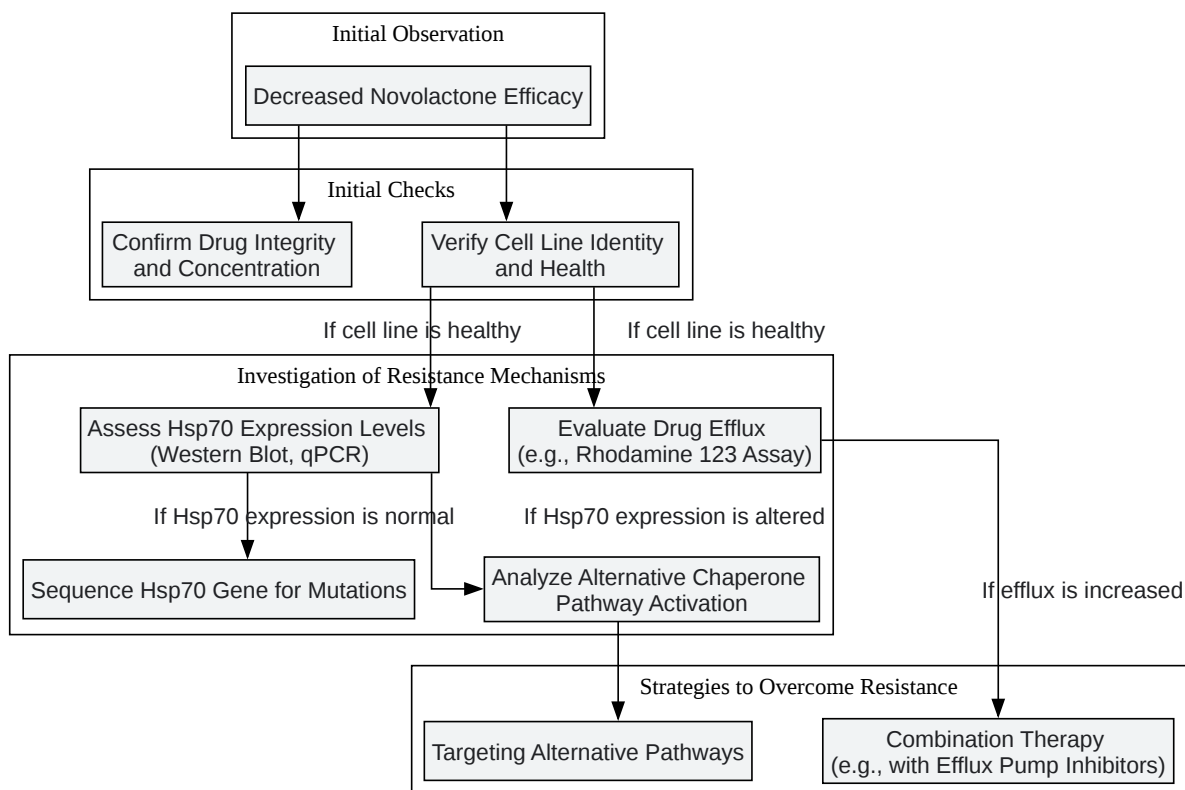 Initial Observation
Decreased Novolactone Efficacy
Initial Checks
Confirm Drug Integrity
and Concentration
Verify Cell Line Identity
and Health
If cell line is healthy
If cell line is healthy
Investigation of Resistance Mechanisms
Assess Hsp70 Expression Levels
(Western Blot, qPCR)
Evaluate Drug Efflux
(e.g., Rhodamine 123 Assay)
If Hsp70 expression is normal
If Hsp70 expression is altered
Sequence Hsp70 Gene for Mutations
Analyze Alternative Chaperone
Pathway Activation
If efflux is increased
Strategies to Overcome Resistance
Targeting Alternative Pathways
Combination Therapy
(e.g., with Efflux Pump Inhibitors)